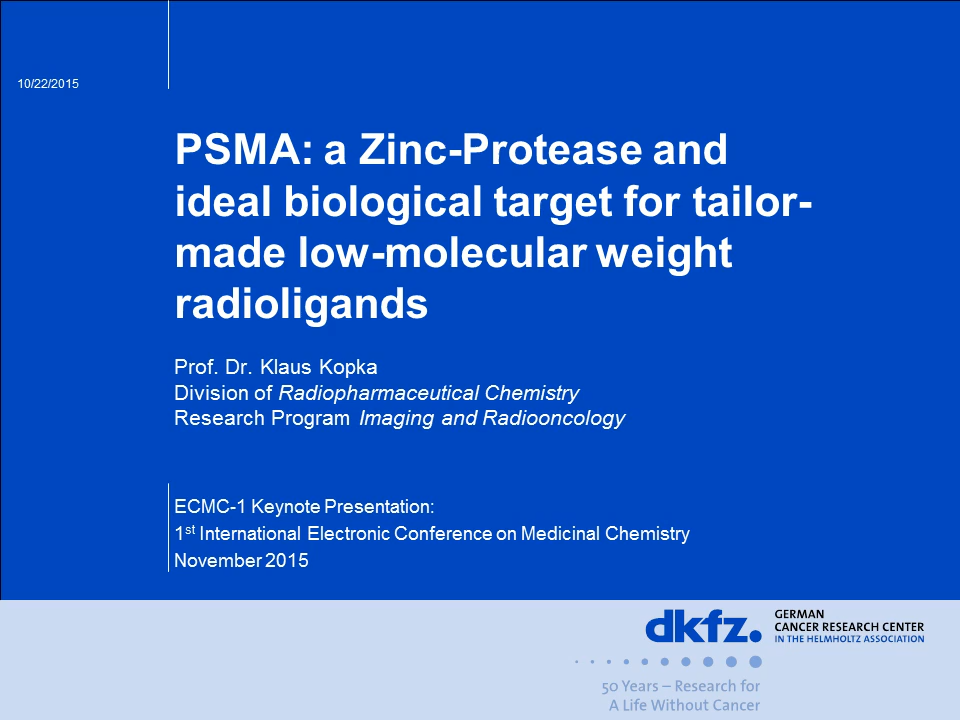 10/22/2015
PSMA: a Zinc-Protease and
ideal biological target for tailor-
made low-molecular weight
radioligands
Prof. Dr. Klaus Kopka
Division of Radiopharmaceutical Chemistry
Research Program Imaging and Radiooncology
ECMC-1 Keynote Presentation:
1st International Electronic Conference on Medicinal Chemistry
November 2015
dkfz.
GERMAN
CANCER RESEARCH CENTER
IN THE HELMHOLTZ ASSOCIATION
50 Years – Research for
A Life Without Cancer